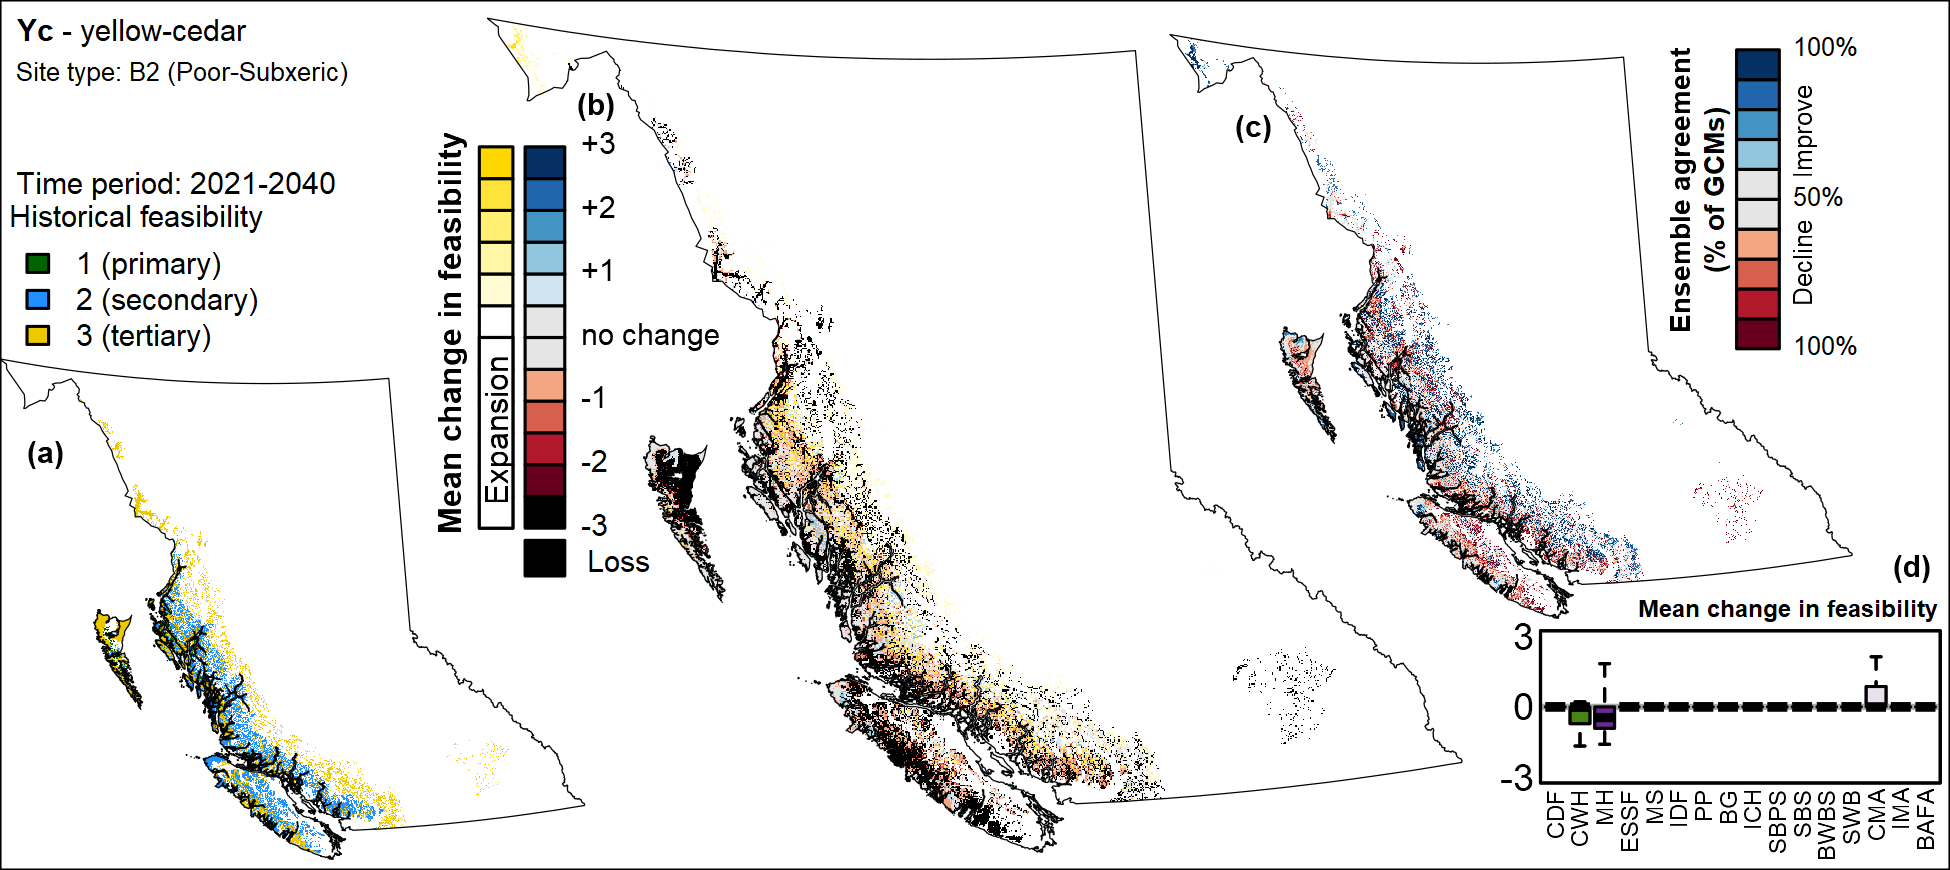 Yc - yellow-cedar
Site type: B2 (Poor-Subxeric)
Time period: 2021-2040
Historical feasibility
1 (primary)
2 (secondary)
3 (tertiary)
(a)
(b)
Mean change in feasibility
Expansion
+3
+2
+1
no change
-1
-2
-3
Loss
(c)
Ensemble agreement
(% of GCMs)
100%
Improve
50%
Decline
100%
(d)
Mean change in feasibility
3
0
-3
CDF
CWH
MH
ESSF
MS
IDF
PP
BG
ICH
SBPS
SBS
BWBS
SWB
CMA
IMA
BAFA